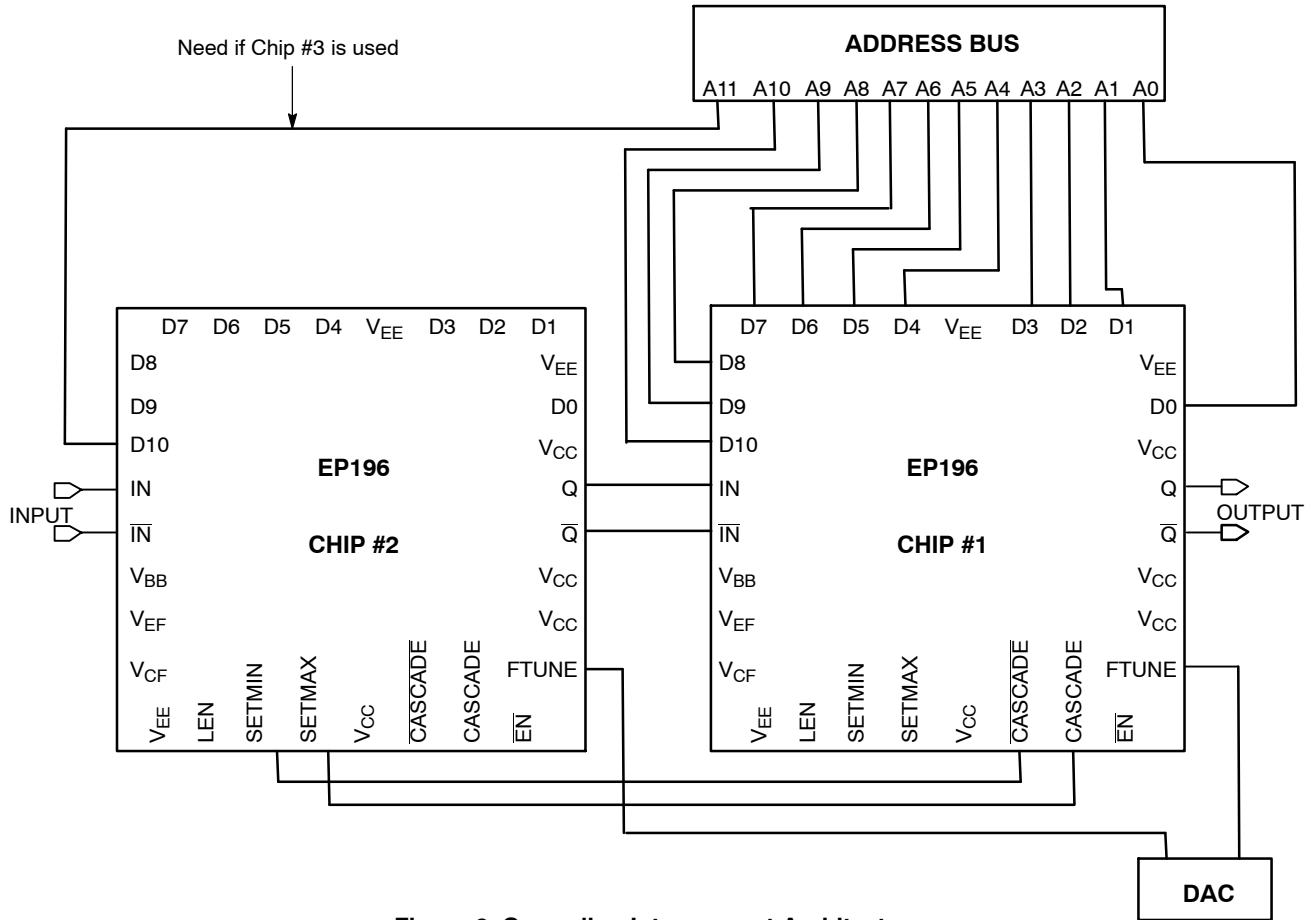 Need if Chip #3 is used
ADDRESS BUS
A11 A10 A9 A8 A7 A6 A5 A4 A3 A2 A1 A0
D7 D6 D5 D4 VEE D3 D2 D1
D8 VEE
D9 D0
D10 VCC
EP196
IN Q
IN Q
CHIP #2
VBB VCC
VEF VCC
VCF FTUNE
VEE LEN SETMIN SETMAX VCC CASCADE CASCADE EN
INPUT
D7 D6 D5 D4 VEE D3 D2 D1
D8 VEE
D9 D0
D10 VCC
EP196
IN Q
IN Q
CHIP #1
VBB VCC
VEF VCC
VCF FTUNE
VEE LEN SETMIN SETMAX VCC CASCADE CASCADE EN
OUTPUT
DAC